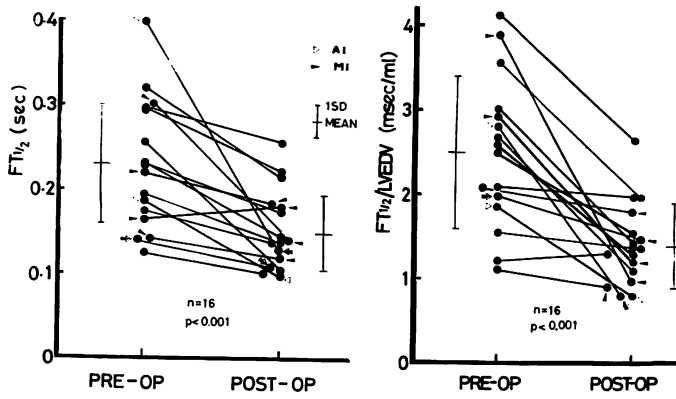 0.4
0.3
0.2
0.1
0
FT1/2 (sec)
AI
MI
1SD
MEAN
n=16
p<0.001
PRE-OP
POST-OP
4
3
2
1
0
FT1/2/LVEDV (msec/ml)
n=16
p<0.001
PRE-OP
POST-OP